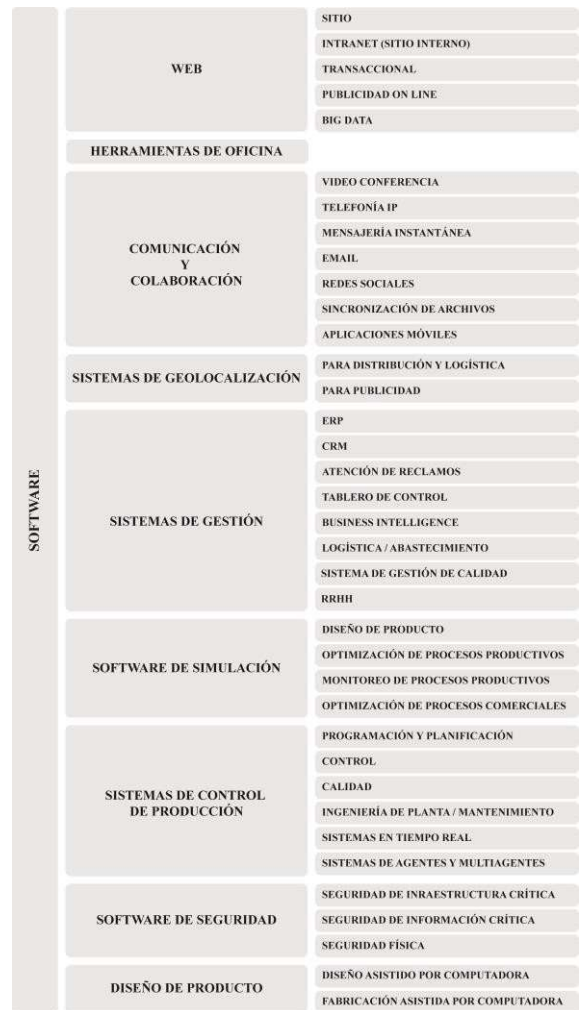 SOFTWARE
WEB
SITIO
INTRANET (SITIO INTERNO)
TRANSACCIONAL
PUBLICIDAD ON LINE
BIG DATA
HERRAMIENTAS DE OFICINA
COMUNICACIÓN
Y
COLABORACIÓN
VIDEO CONFERENCIA
TELEFONÍA IP
MENSAJERÌA INSTANTÁNEA
EMAIL
REDES SOCIALES
SINCRONIZACIÓN DE ARCHIVOS
APLICACIONES MÓVILES
SISTEMAS DE GEOLOCALIZACIÓN
PARA DISTRIBUCIÓN Y LOGÍSTICA
PARA PUBLICIDAD
SISTEMAS DE GESTIÓN
ERP
CRM
ATENCIÓN DE RECLAMOS
TABLERO DE CONTROL
BUSINESS INTELLIGENCE
LOGÍSTICA / ABASTECIMIENTO
SISTEMA DE GESTIÓN DE CALIDAD
RRHH
SOFTWARE DE SIMULACIÓN
DISEÑO DE PRODUCTO
OPTIMIZACIÓN DE PROCESOS PRODUCTIVOS
MONITOREO DE PROCESOS PRODUCTIVOS
OPTIMIZACIÓN DE PROCESOS COMERCIALES
SISTEMAS DE CONTROL
DE PRODUCCIÓN
PROGRAMACIÓN Y PLANIFICACIÓN
CONTROL
CALIDAD
INGENIERÍA DE PLANTA / MANTENIMIENTO
SISTEMAS EN TIEMPO REAL
SISTEMAS DE AGENTES Y MULTIAGENTES
SOFTWARE DE SEGURIDAD
SEGURIDAD DE INRAESTRUCTURA CRÍTICA
SEGURIDAD DE INFORMACIÓN CRÍTICA
SEGURIDAD FÍSICA
DISEÑO DE PRODUCTO
DISEÑO ASISTIDO POR COMPUTADORA
FABRICACIÓN ASISTIDA POR COMPUTADORA